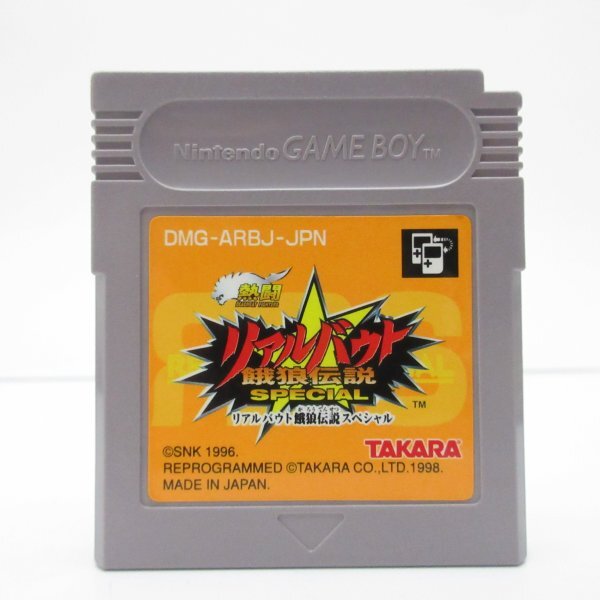 Nintendo GAME BOY TM
DMG-ARBJ-JPN
熱闘
リアルバウト
餓狼伝説
SPECIAL
TM
リアルバウト餓狼伝説スペシャル
©SNK 1996.
TAKARA
REPROGRAMMED ©TAKARA CO.,LTD.1998.
MADE IN JAPAN.